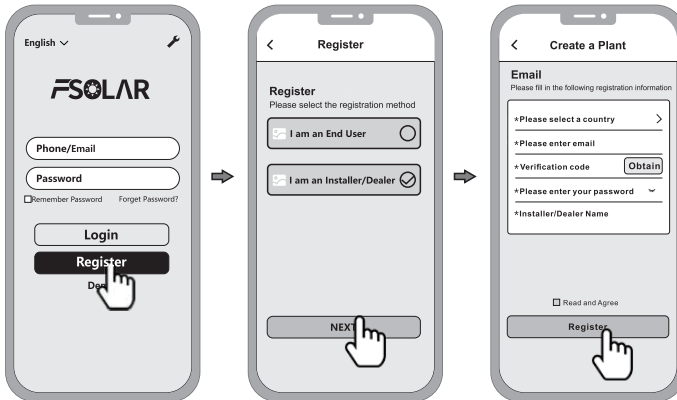 English
FSOLAR
Phone/Email
Password
Remember Password Forget Password?
Login
Register
Register
Register
Please select the registration method
I am an End User
I am an Installer/Dealer
NEXT
Create a Plant
Email
Please fill in the following registration information
*Please select a country
*Please enter email
*Verification code Obtain
*Please enter your password
*Installer/Dealer Name
Read and Agree
Register